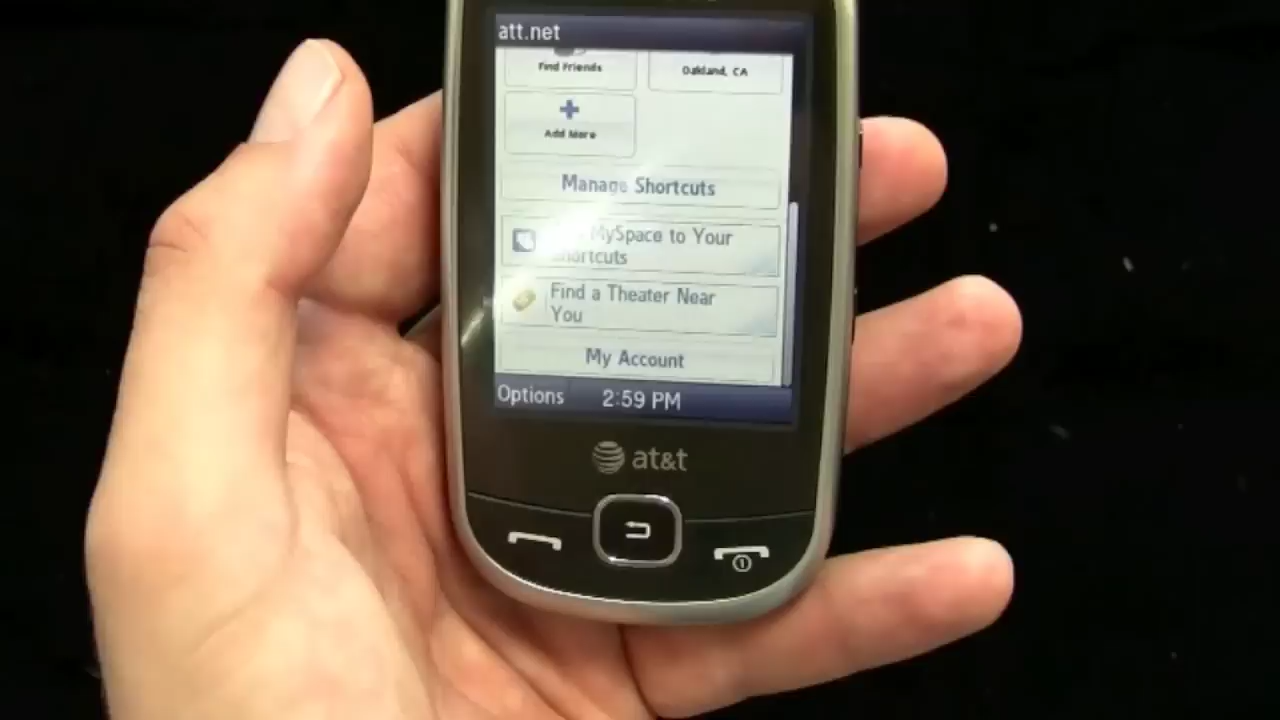 att.net
Find Friends
Oakland, CA
Add More
Manage Shortcuts
MySpace to Your
Shortcuts
Find a Theater Near
You
My Account
Options
2:59 PM
at&t